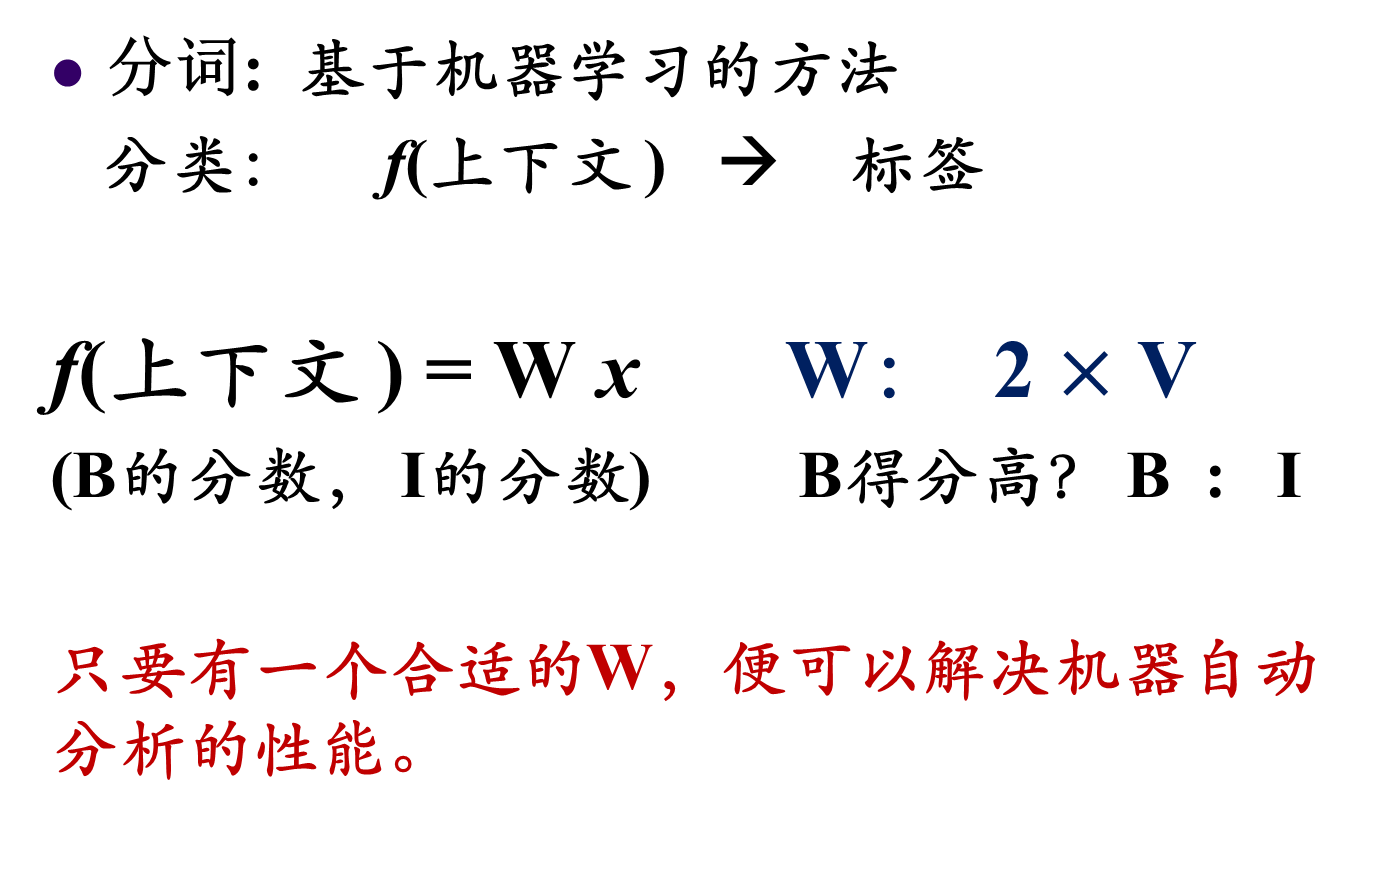 • 分词: 基于机器学习的方法
分类: f(上下文) → 标签
f(上下文) = W x W: 2 × V
(B的分数, I的分数) B得分高? B : I
只要有一个合适的W, 便可以解决机器自动
分析的性能。